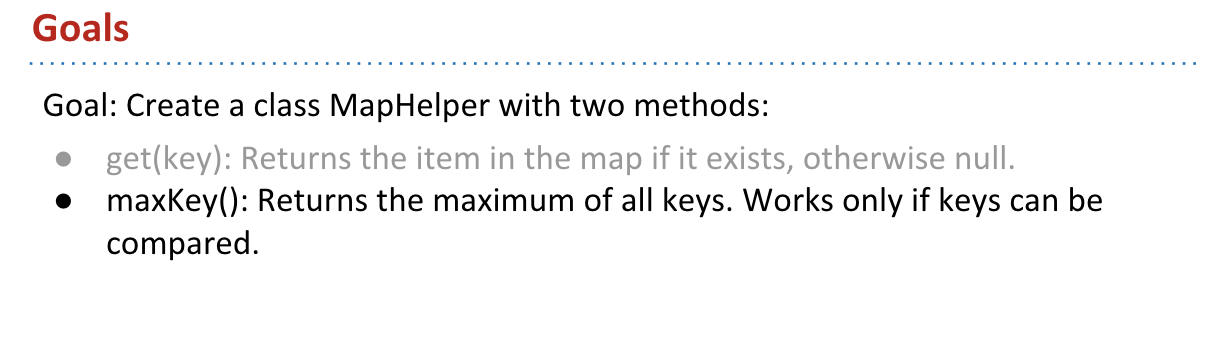 Goals
Goal: Create a class MapHelper with two methods:
● get(key): Returns the item in the map if it exists, otherwise null.
● maxKey(): Returns the maximum of all keys. Works only if keys can be
compared.